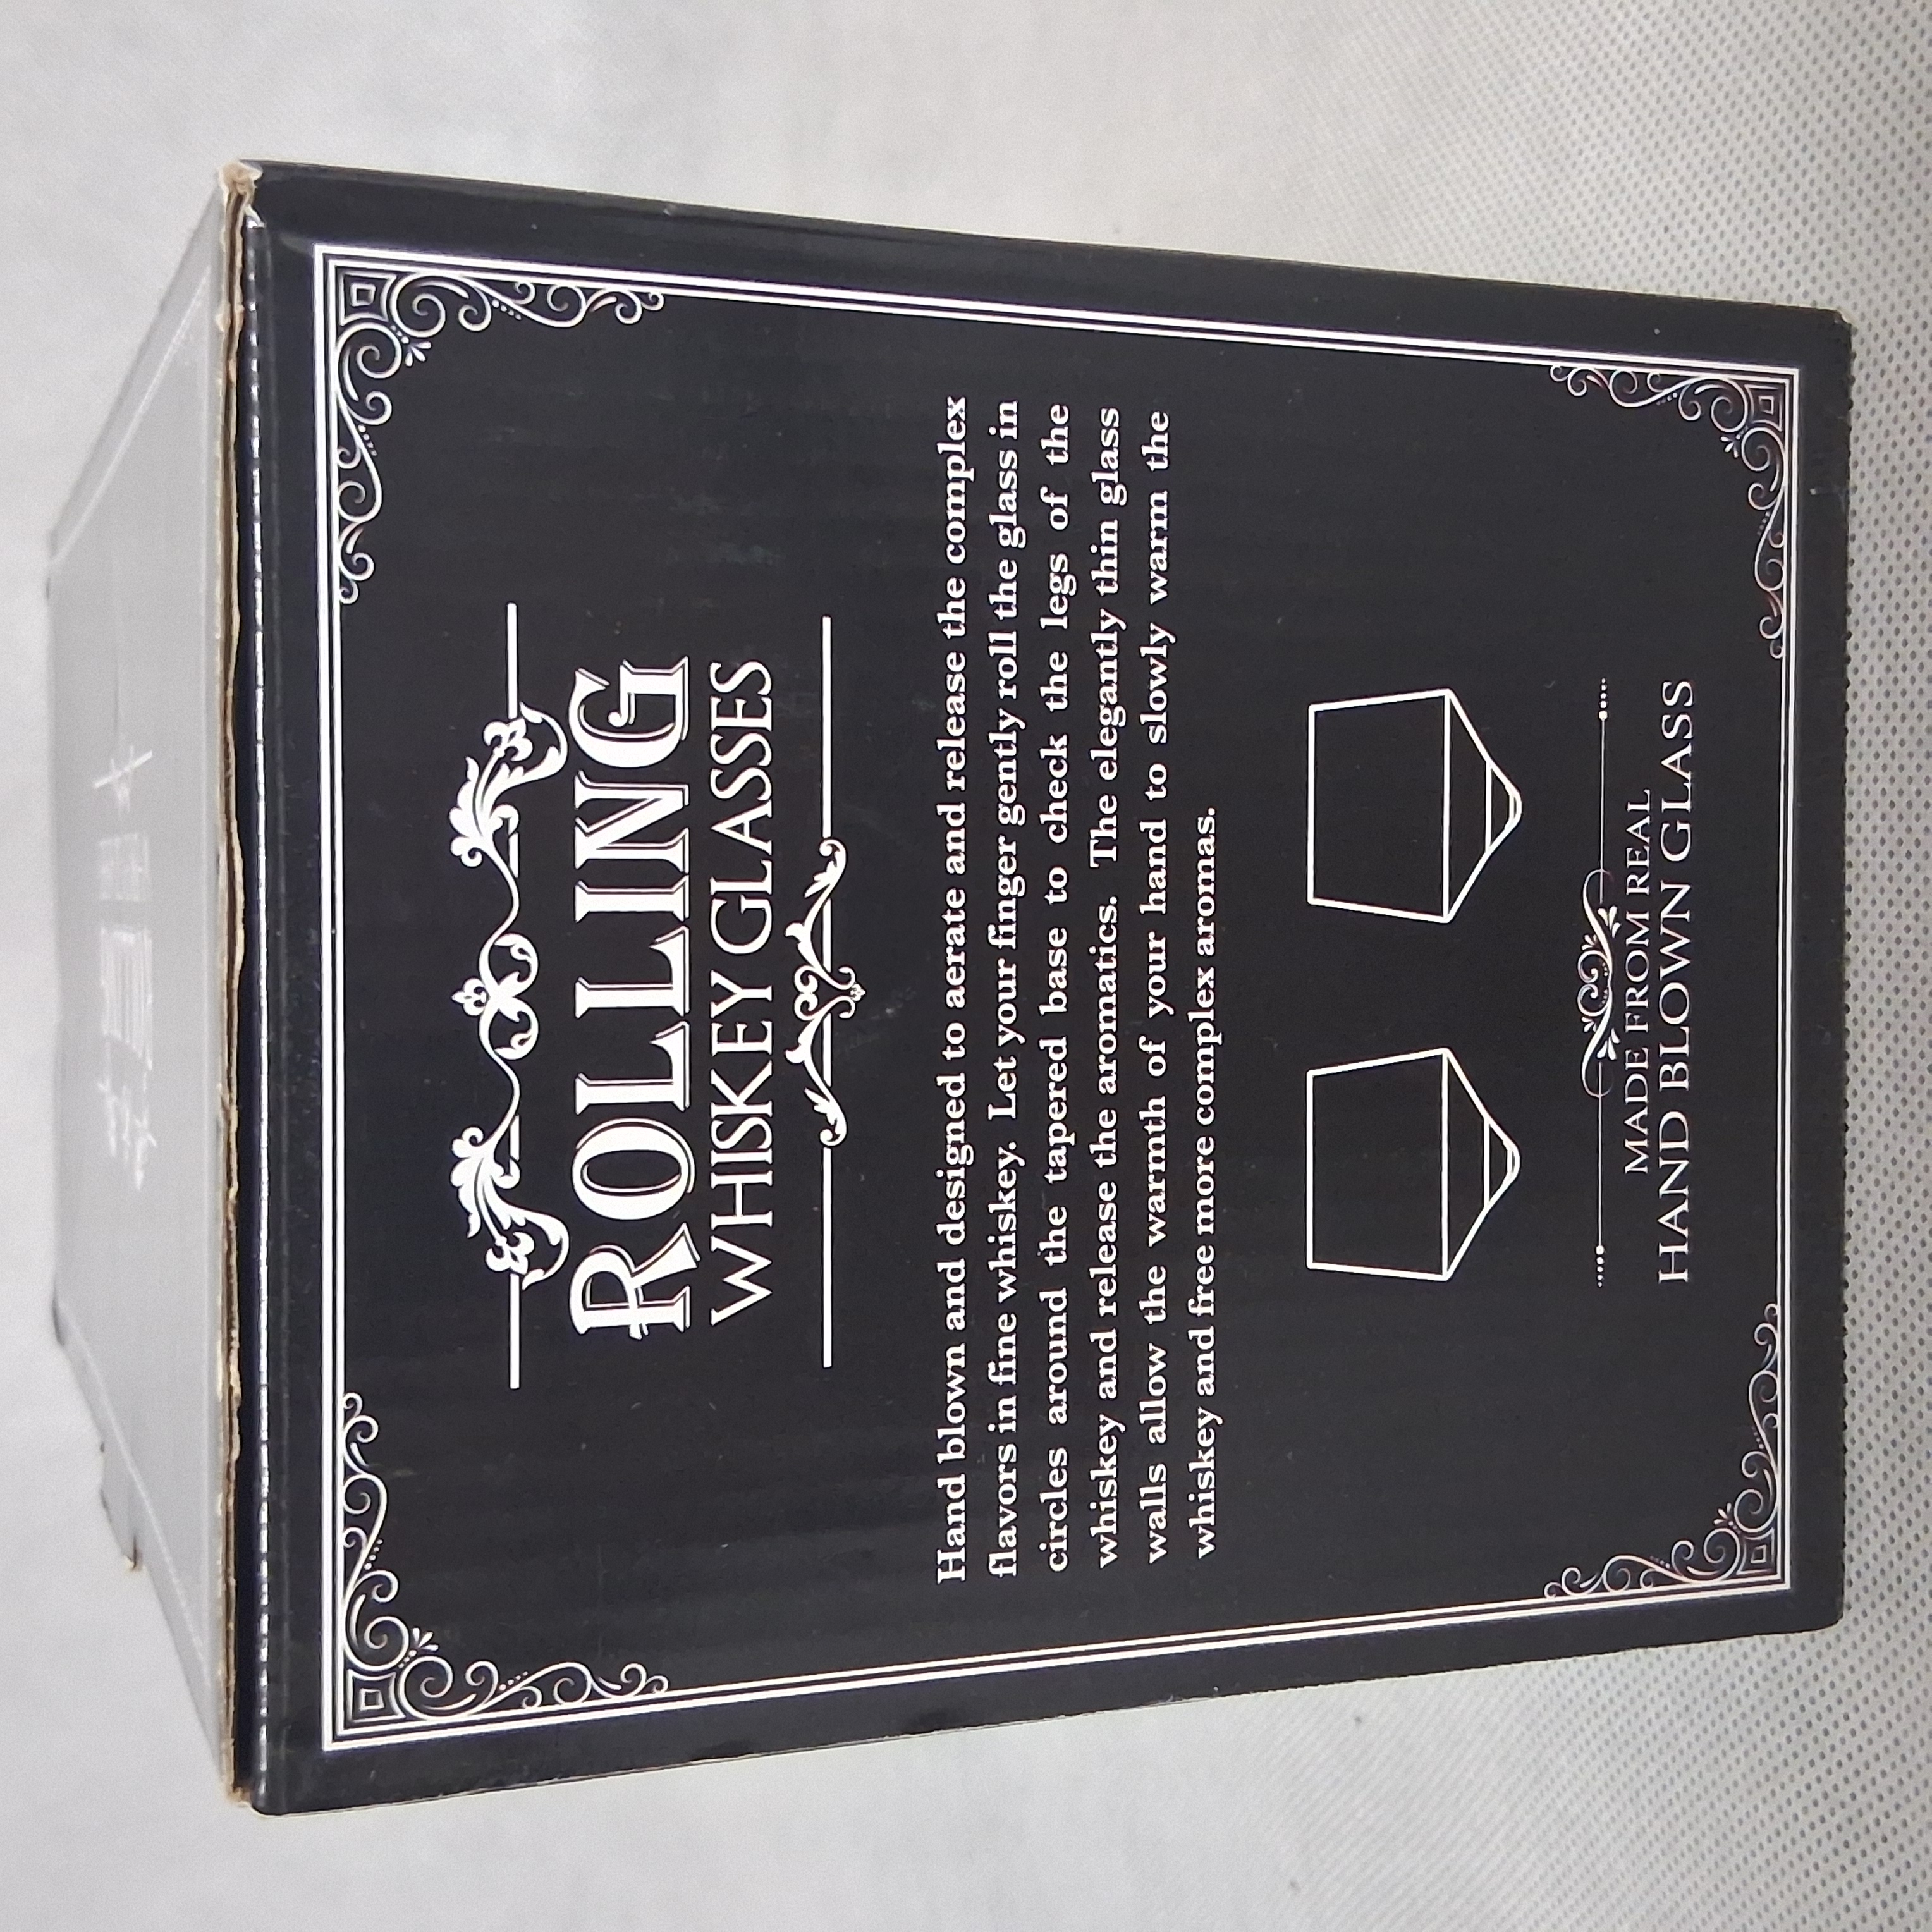 ROLLING
WHISKEY GLASSES
Hand blown and designed to aerate and release the complex
flavors in fine whiskey. Let your finger gently roll the glass in
circles around the tapered base to check the legs of the
whiskey and release the aromatics. The elegantly thin glass
walls allow the warmth of your hand to slowly warm the
whiskey and free more complex aromas.
MADE FROM REAL
HAND BLOWN GLASS